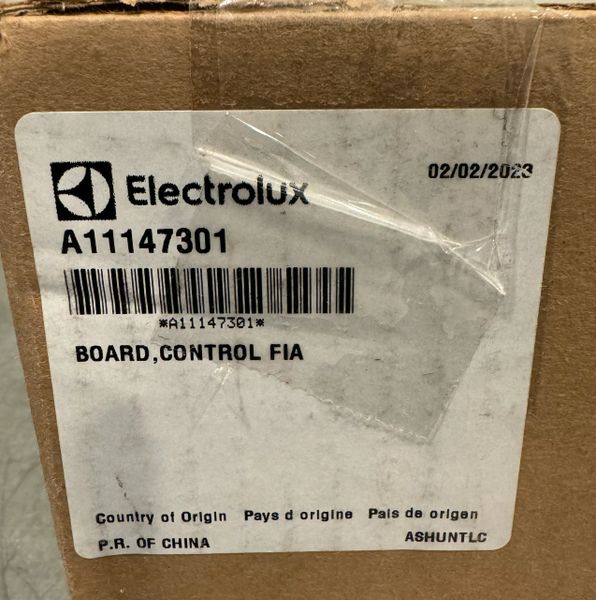 Electrolux
02/02/2023
A11147301
*A11147301*
BOARD,CONTROL FIA
Country of Origin Pays d origine Pais de origen
P.R. OF CHINA
ASHUNTLC